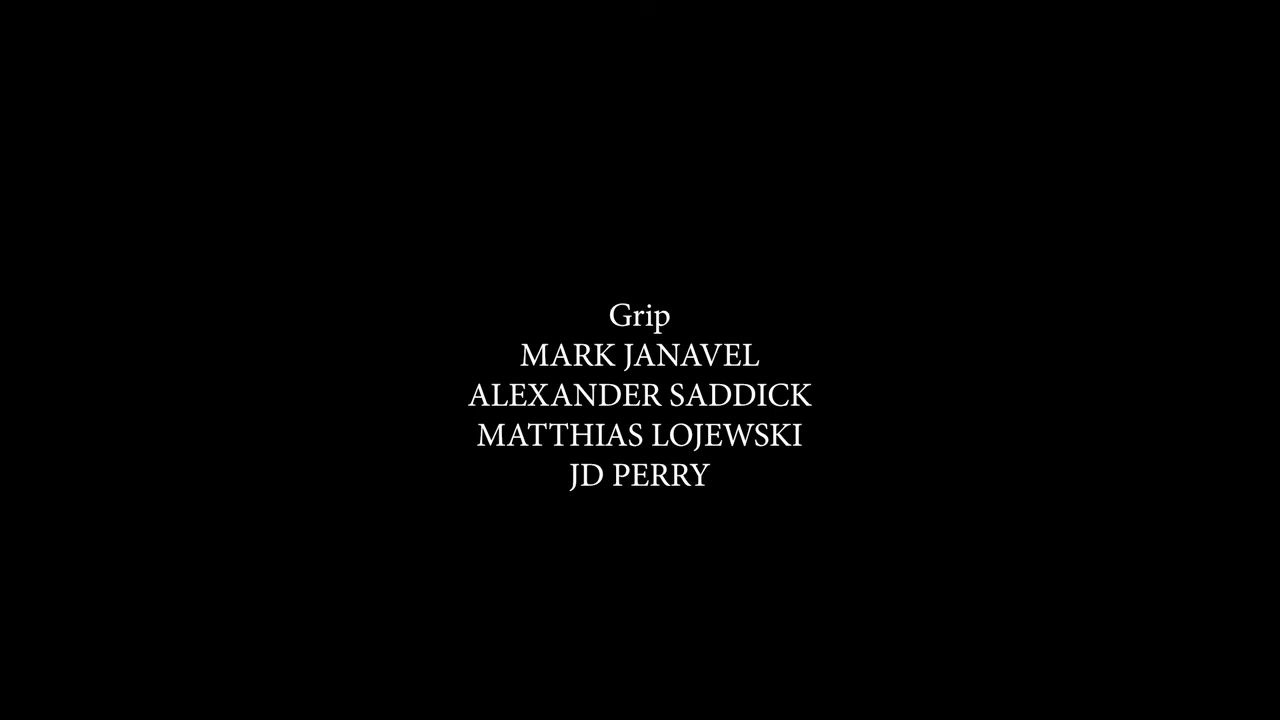 Grip
MARK JANAVEL
ALEXANDER SADDICK
MATTHIAS LOJEWSKI
JD PERRY